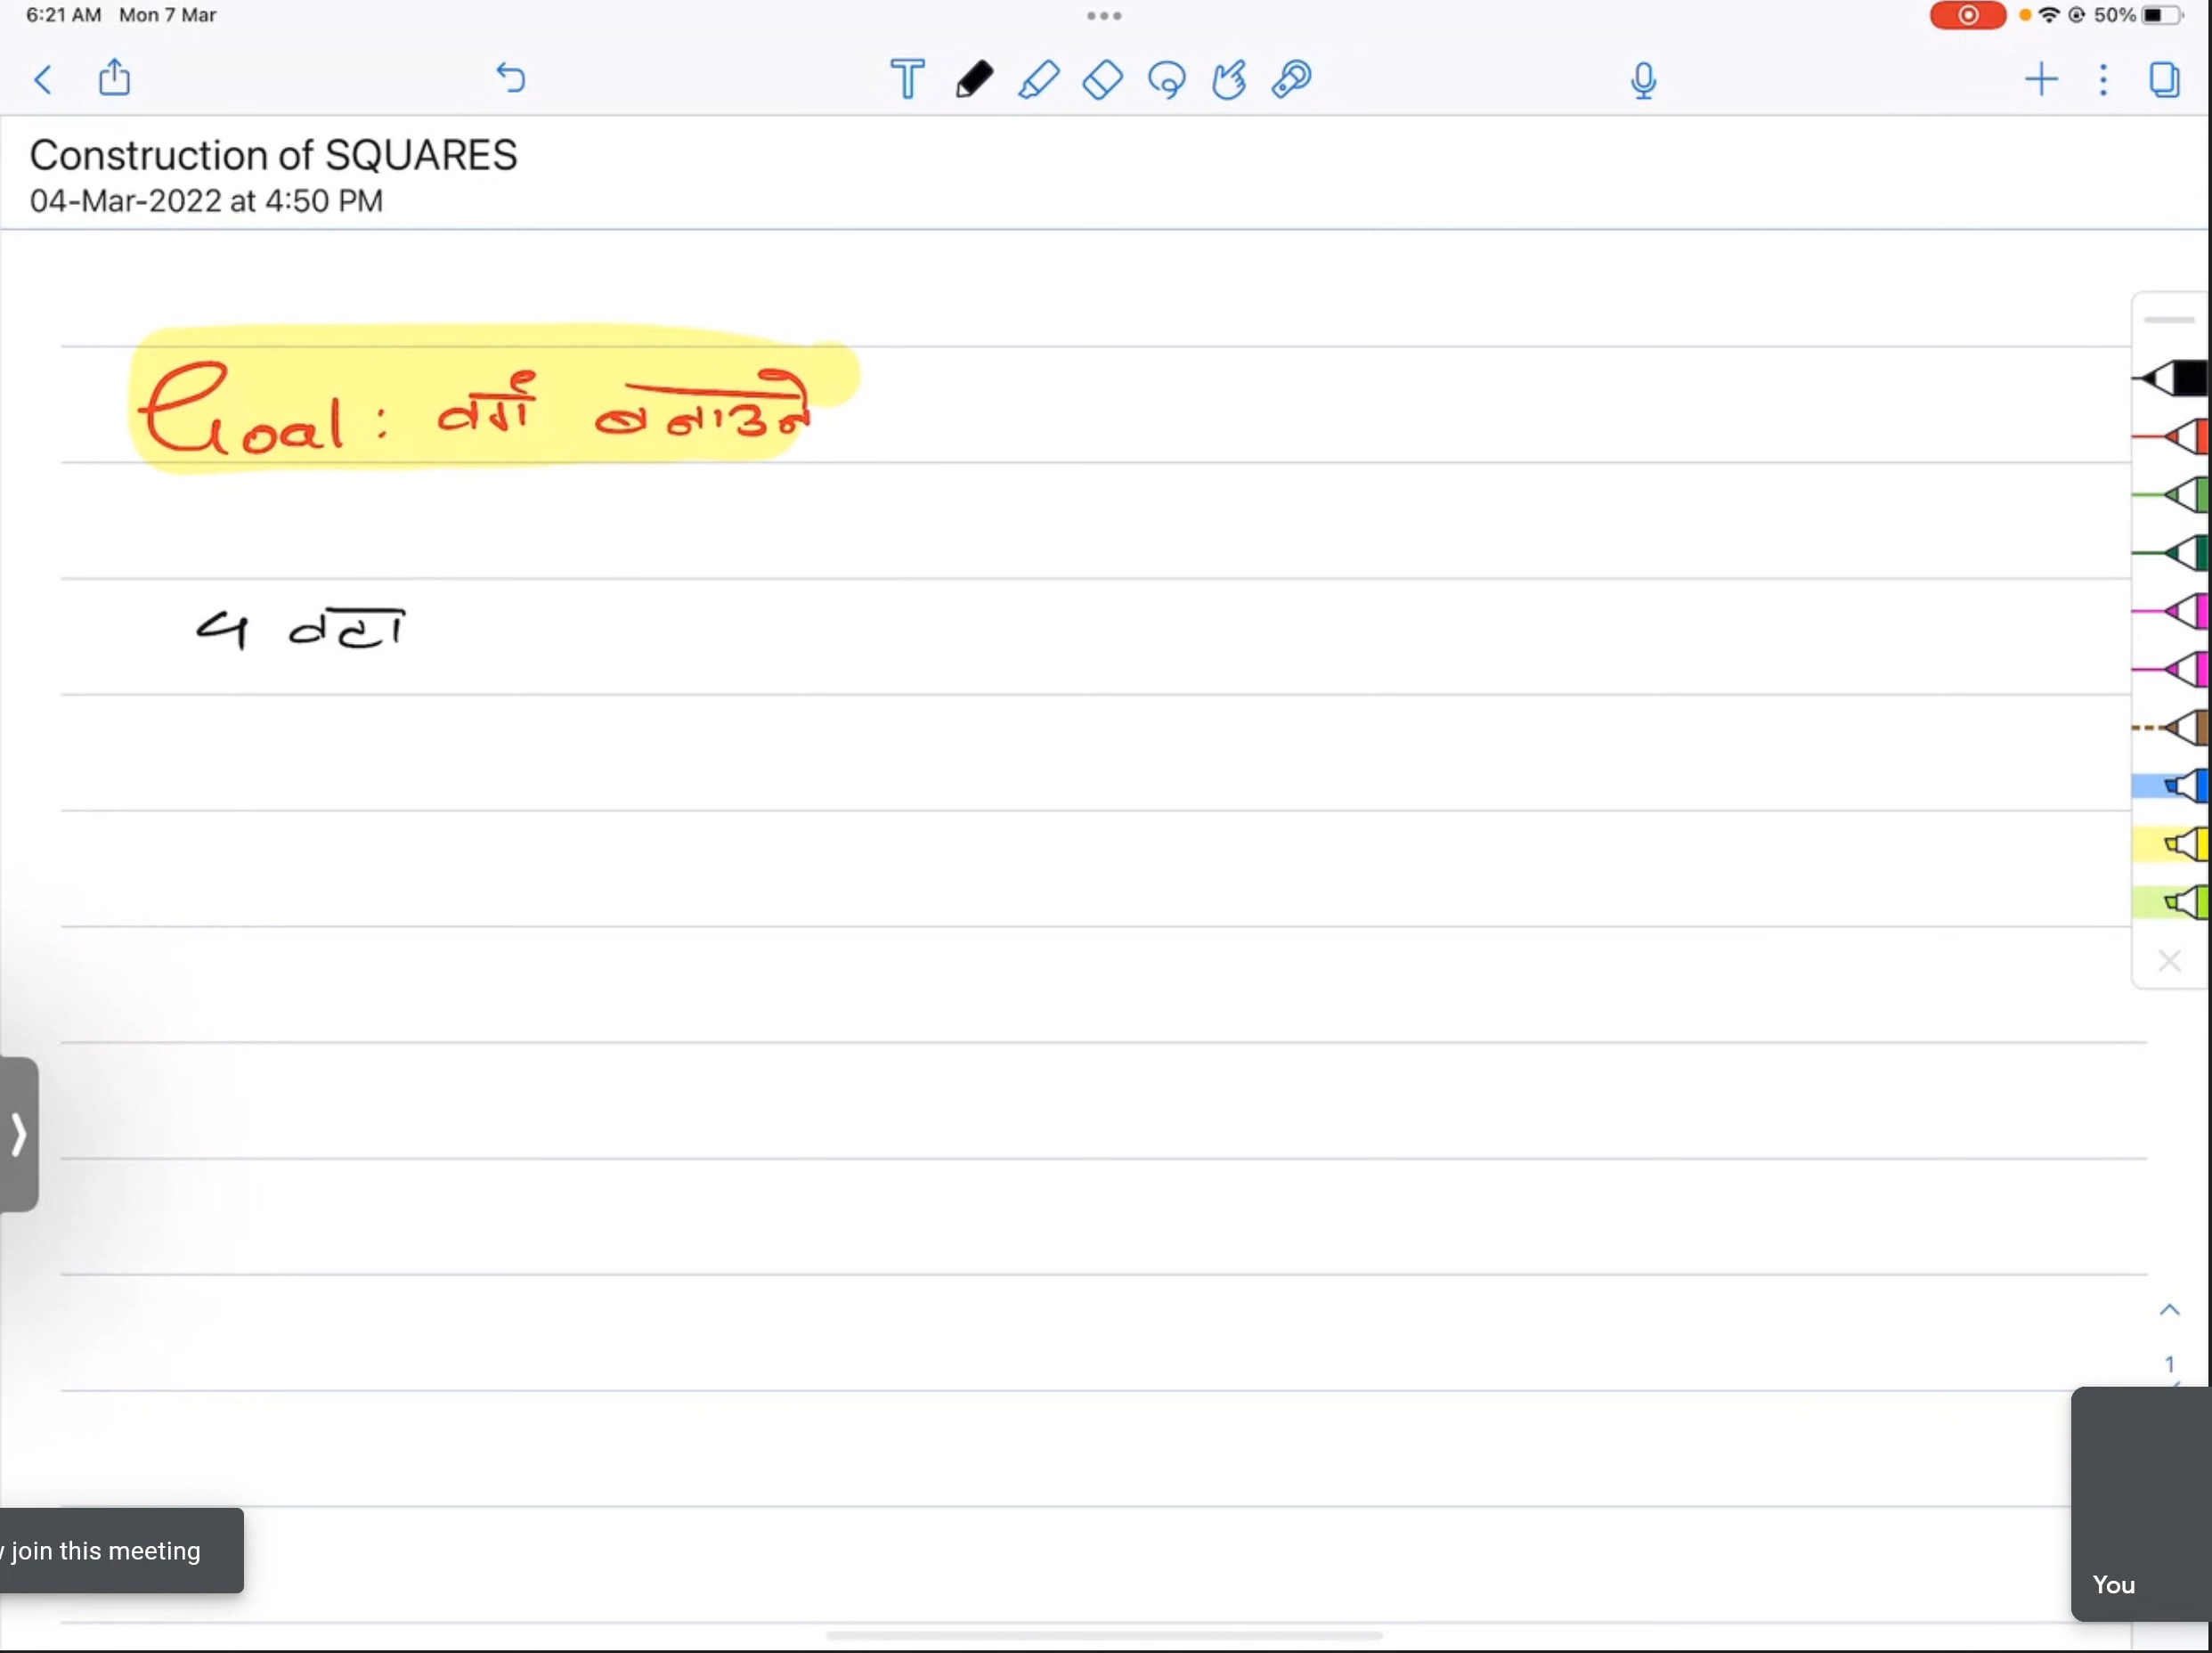 6:21 AM Mon 7 Mar
50%
Construction of SQUARES
04-Mar-2022 at 4:50 PM
Goal: वर्ग बनाउने
4 वटा
1
join this meeting
You